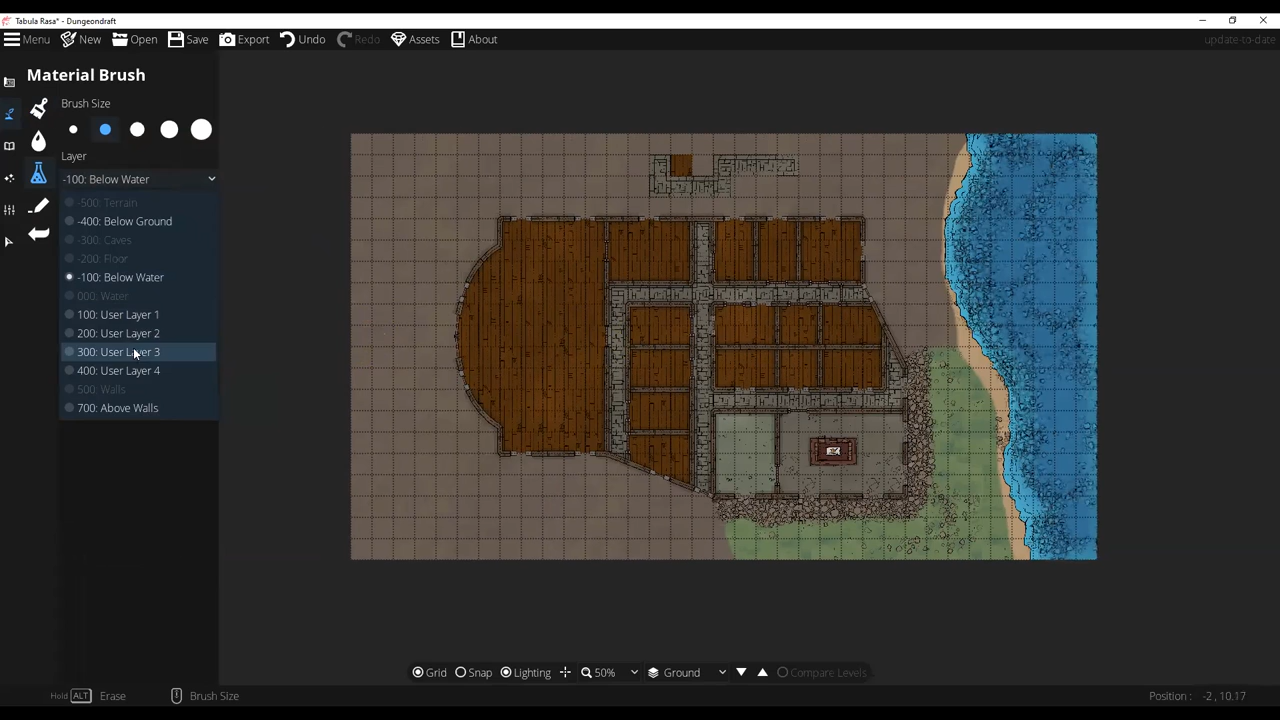 Tabula Rasa* - Dungeondraft
Menu New Open Save Export Undo Redo Assets About update-to-date
Material Brush
Brush Size
Layer
-100: Below Water
-500: Terrain
-400: Below Ground
-300: Caves
-200: Floor
-100: Below Water
000: Water
100: User Layer 1
200: User Layer 2
300: User Layer 3
400: User Layer 4
500: Walls
700: Above Walls
Grid Snap Lighting 50% Ground Compare Levels
Hold ALT Erase Brush Size Position : -2 , 10.17